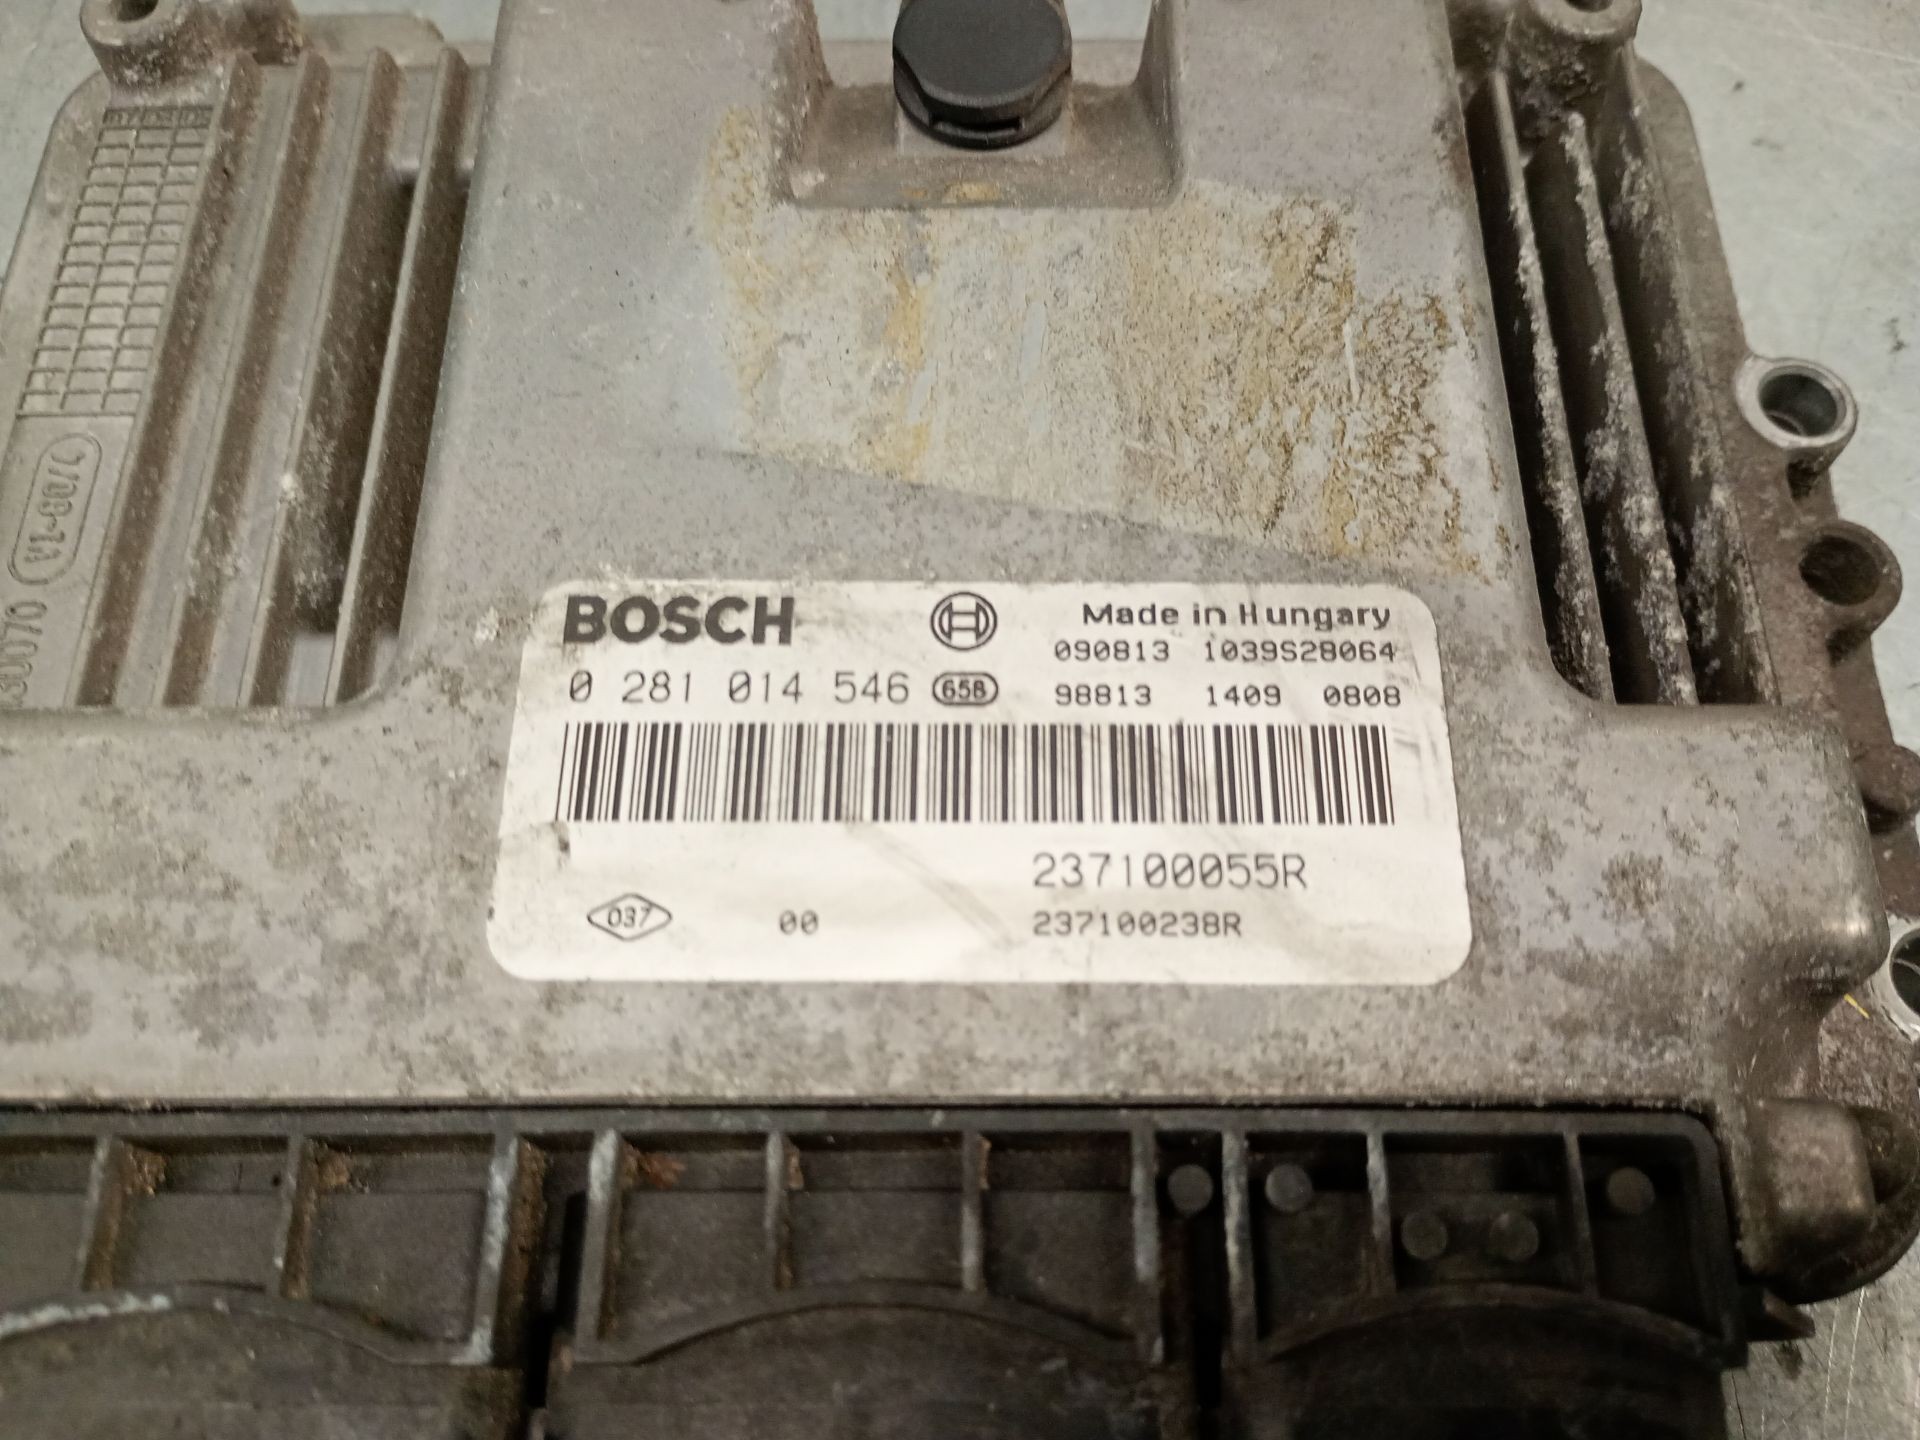 BOSCH
Made in Hungary
090813 1039S28064
0 281 014 546 658 98813 1409 0808
237100055R
037 00 237100238R